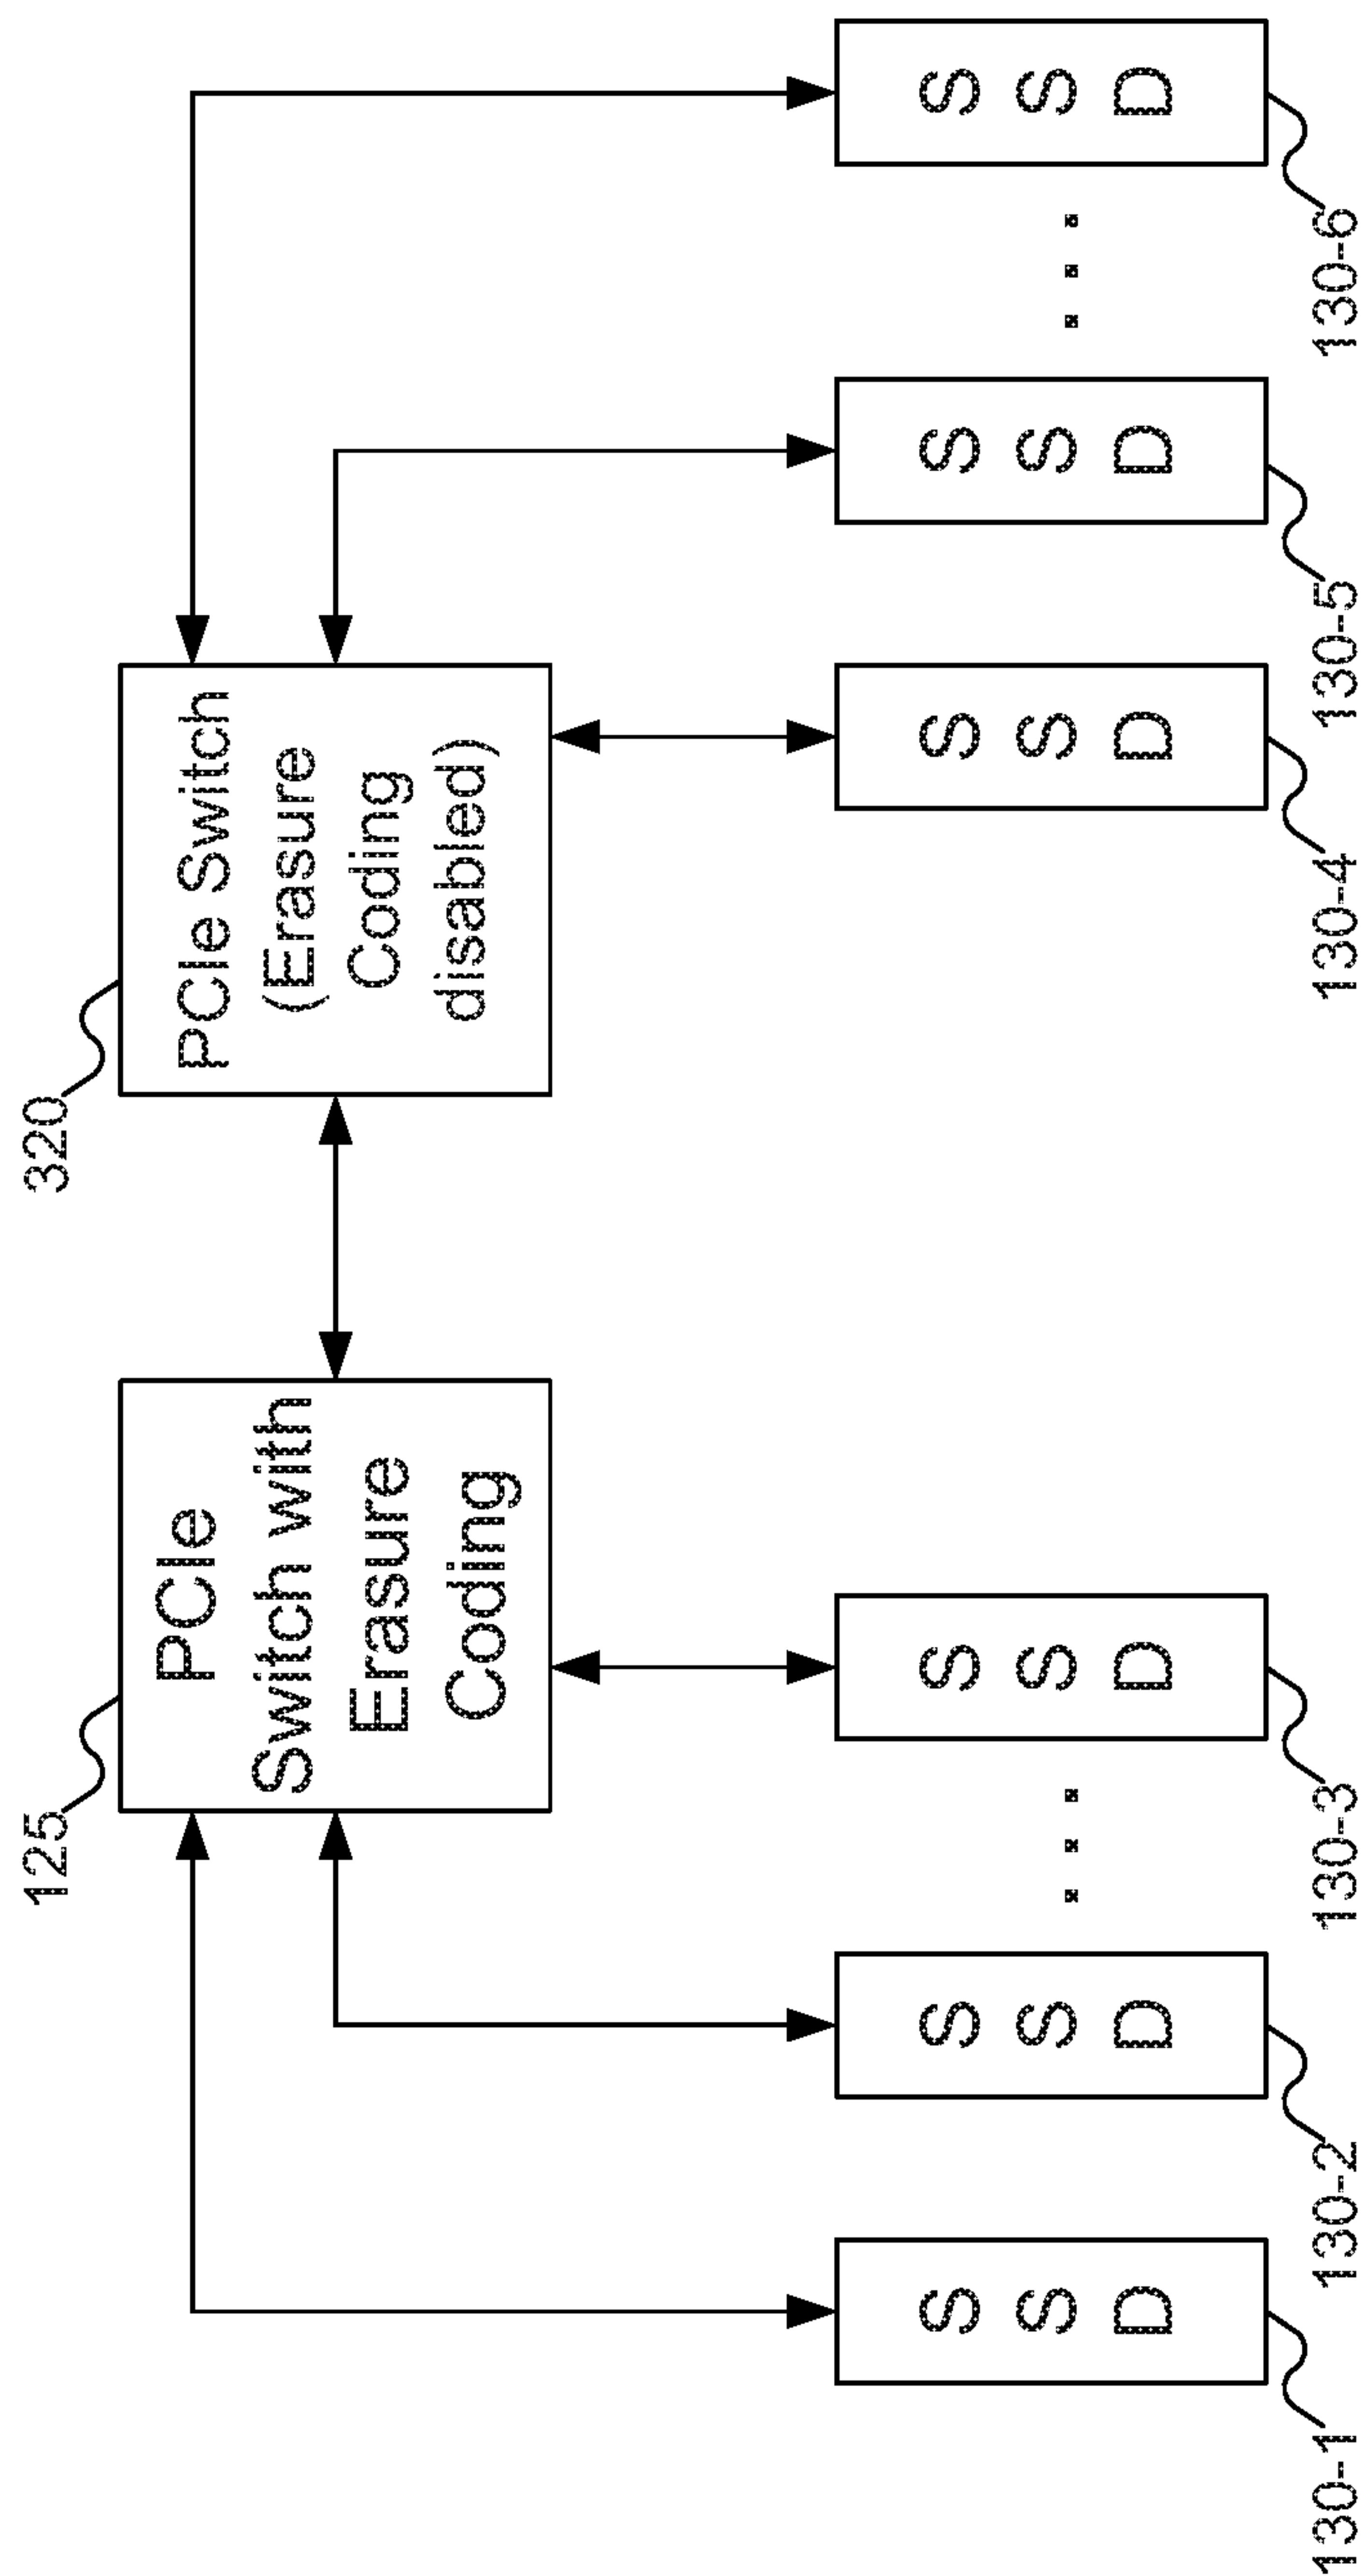 125
320
PCIe
Switch with
Erasure
Coding
PCIe Switch
(Erasure
Coding
disabled)
S
S
D
S
S
D
S
S
D
S
S
D
S
S
D
S
S
D
130-1
130-2
130-3
130-4
130-5
130-6